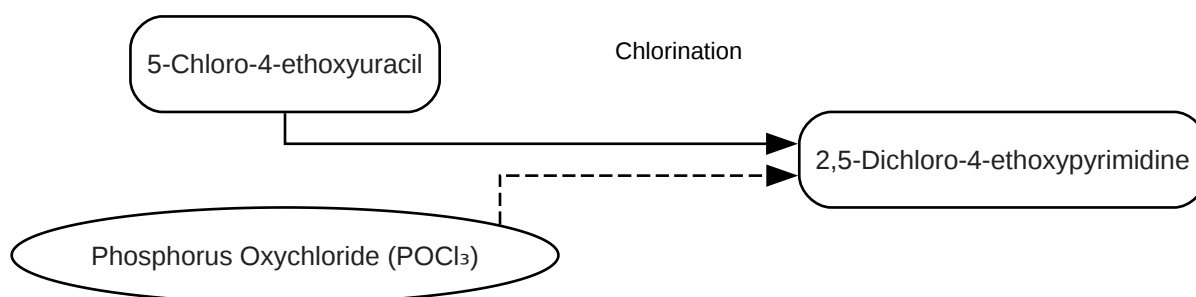 5-Chloro-4-ethoxyuracil
Chlorination
2,5-Dichloro-4-ethoxypyrimidine
Phosphorus Oxychloride (POCl₃)